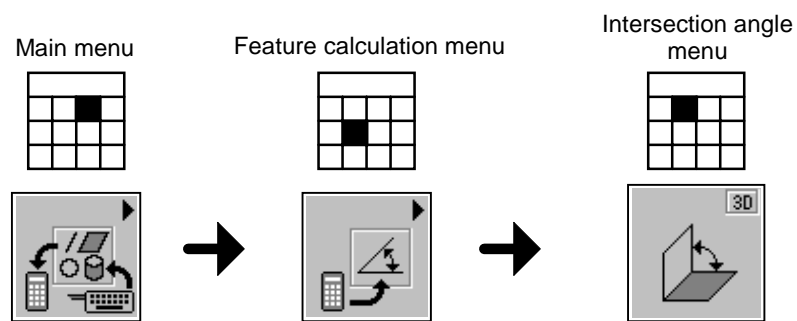 Main menu
Feature calculation menu
Intersection angle
menu
3D